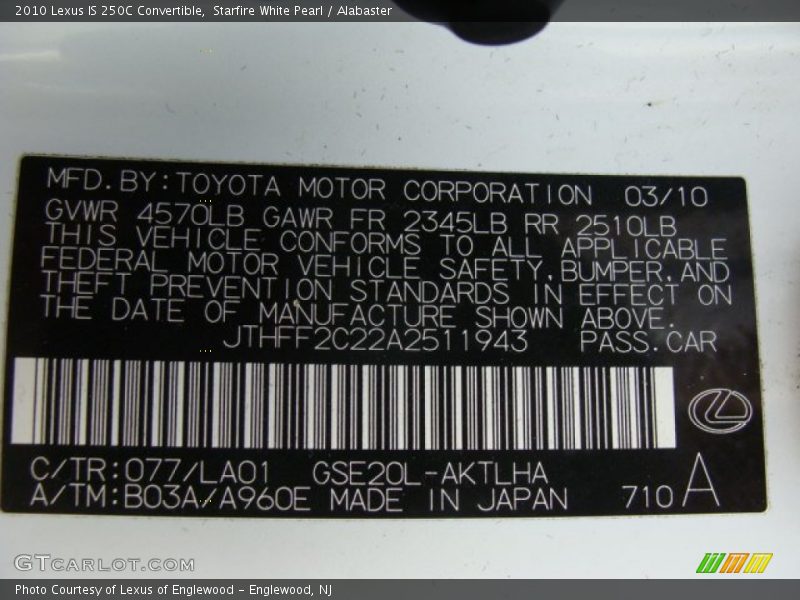 2010 Lexus IS 250C Convertible,  Starfire White Pearl / Alabaster
MFD.BY:TOYOTA MOTOR CORPORATION  03/10
GVWR 4570LB GAWR FR 2345LB RR 2510LB
THIS VEHICLE CONFORMS TO ALL APPLICABLE
FEDERAL MOTOR VEHICLE SAFETY,BUMPER,AND
THEFT PREVENTION STANDARDS IN EFFECT ON
THE DATE OF MANUFACTURE SHOWN ABOVE.
JTHFF2C22A2511943  PASS.CAR
C/TR:077/LA01  GSE20L-AKTLHA
A/TM:B03A/A960E MADE IN JAPAN  710 A
GTCARLOT.COM
Photo Courtesy of Lexus of Englewood - Englewood, NJ